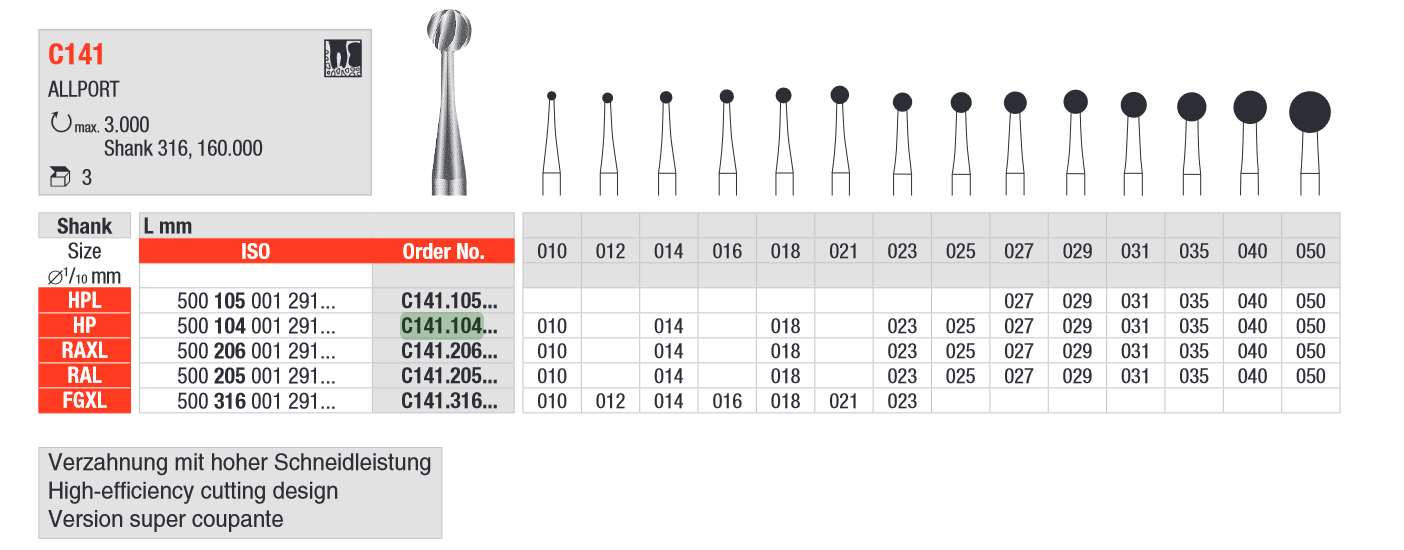 C141
ALLPORT
max. 3.000
Shank 316, 160.000
3
Shank L mm
Size ISO Order No. 010 012 014 016 018 021 023 025 027 029 031 035 040 050
⌀1/10 mm
HPL 500 105 001 291... C141.105... 027 029 031 035 040 050
HP 500 104 001 291... C141.104... 010 014 018 023 025 027 029 031 035 040 050
RAXL 500 206 001 291... C141.206... 010 014 018 023 025 027 029 031 035 040 050
RAL 500 205 001 291... C141.205... 010 014 018 023 025 027 029 031 035 040 050
FGXL 500 316 001 291... C141.316... 010 012 014 016 018 021 023
Verzahnung mit hoher Schneidleistung
High-efficiency cutting design
Version super coupante